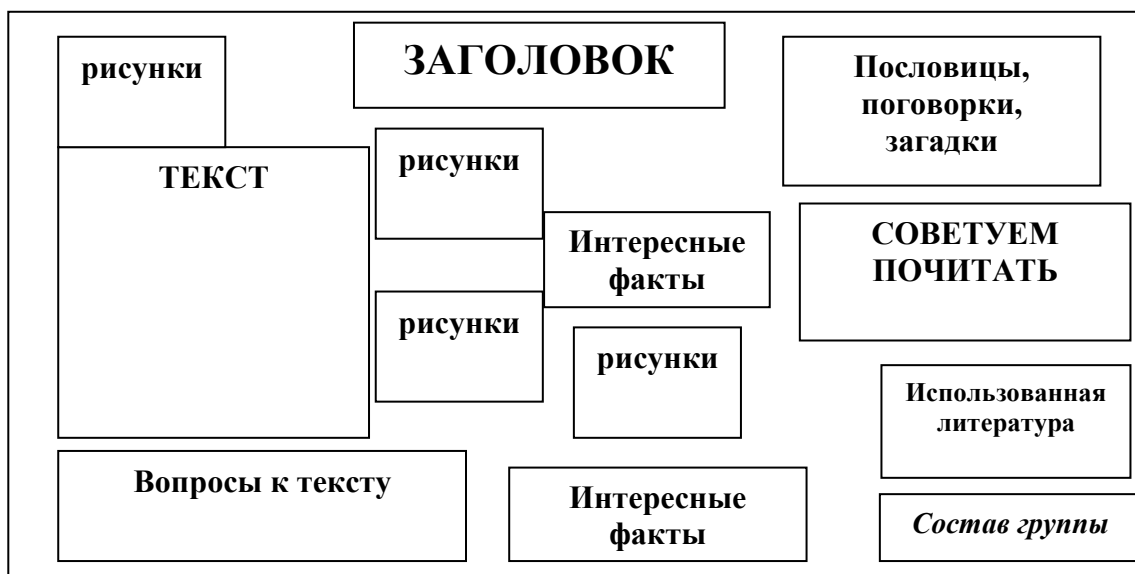 рисунки
ЗАГОЛОВОК
Пословицы,
поговорки,
загадки
ТЕКСТ
рисунки
Интересные
факты
СОВЕТУЕМ
ПОЧИТАТЬ
рисунки
рисунки
Использованная
литература
Вопросы к тексту
Интересные
факты
Состав группы